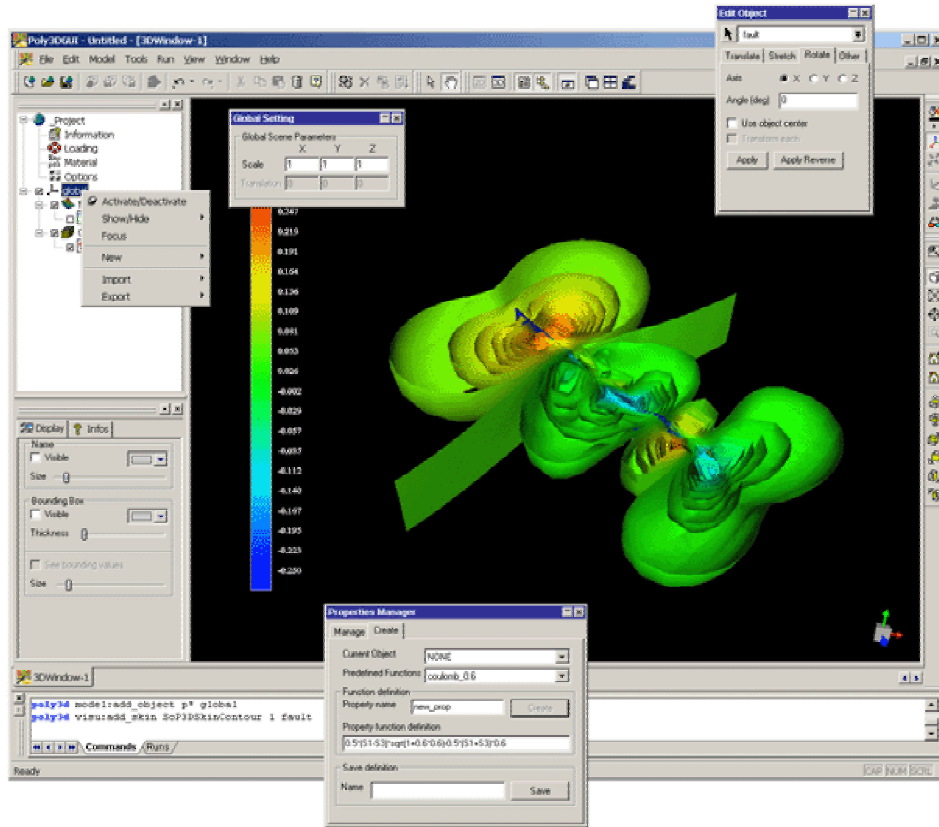 Edit Object
fault
Translate Stretch Rotate Other
Axis X Y Z
Angle (deg) 0
Use object center
Transform each
Apply Apply Reverse
Poly3DGUI - Untitled - [3DWindow-1]
File Edit Model Tools Run View Window Help
_Project
Information
Loading
Material
Options
global
Activate/Deactivate
Show/Hide
Focus
New
Import
Export
Global Setting
Global Scene Parameters
X Y Z
Scale 1 1 1
Translation 0 0 0
0.247
0.219
0.191
0.164
0.136
0.109
0.081
0.053
0.026
-0.002
-0.029
-0.057
-0.112
-0.140
-0.167
-0.195
-0.223
-0.250
Display Infos
Name
Visible
Size
Bounding Box
Visible
Thickness
See bounding values
Size
Properties Manager
Manage Create
Current Object NONE
Predefined Functions coulomb_0.6
Function definition
Property name new_prop Create
Property function definition
0.5*(S1-S3)*sqrt(1+0.6*0.6)-0.5*(S1+S3)*0.6
Save definition
Name Save
3DWindow-1
poly3d model:add_object p* global
poly3d visu:add_skin SoP3DSkinContour 1 fault
Commands Runs
Ready
CAP NUM SCRL